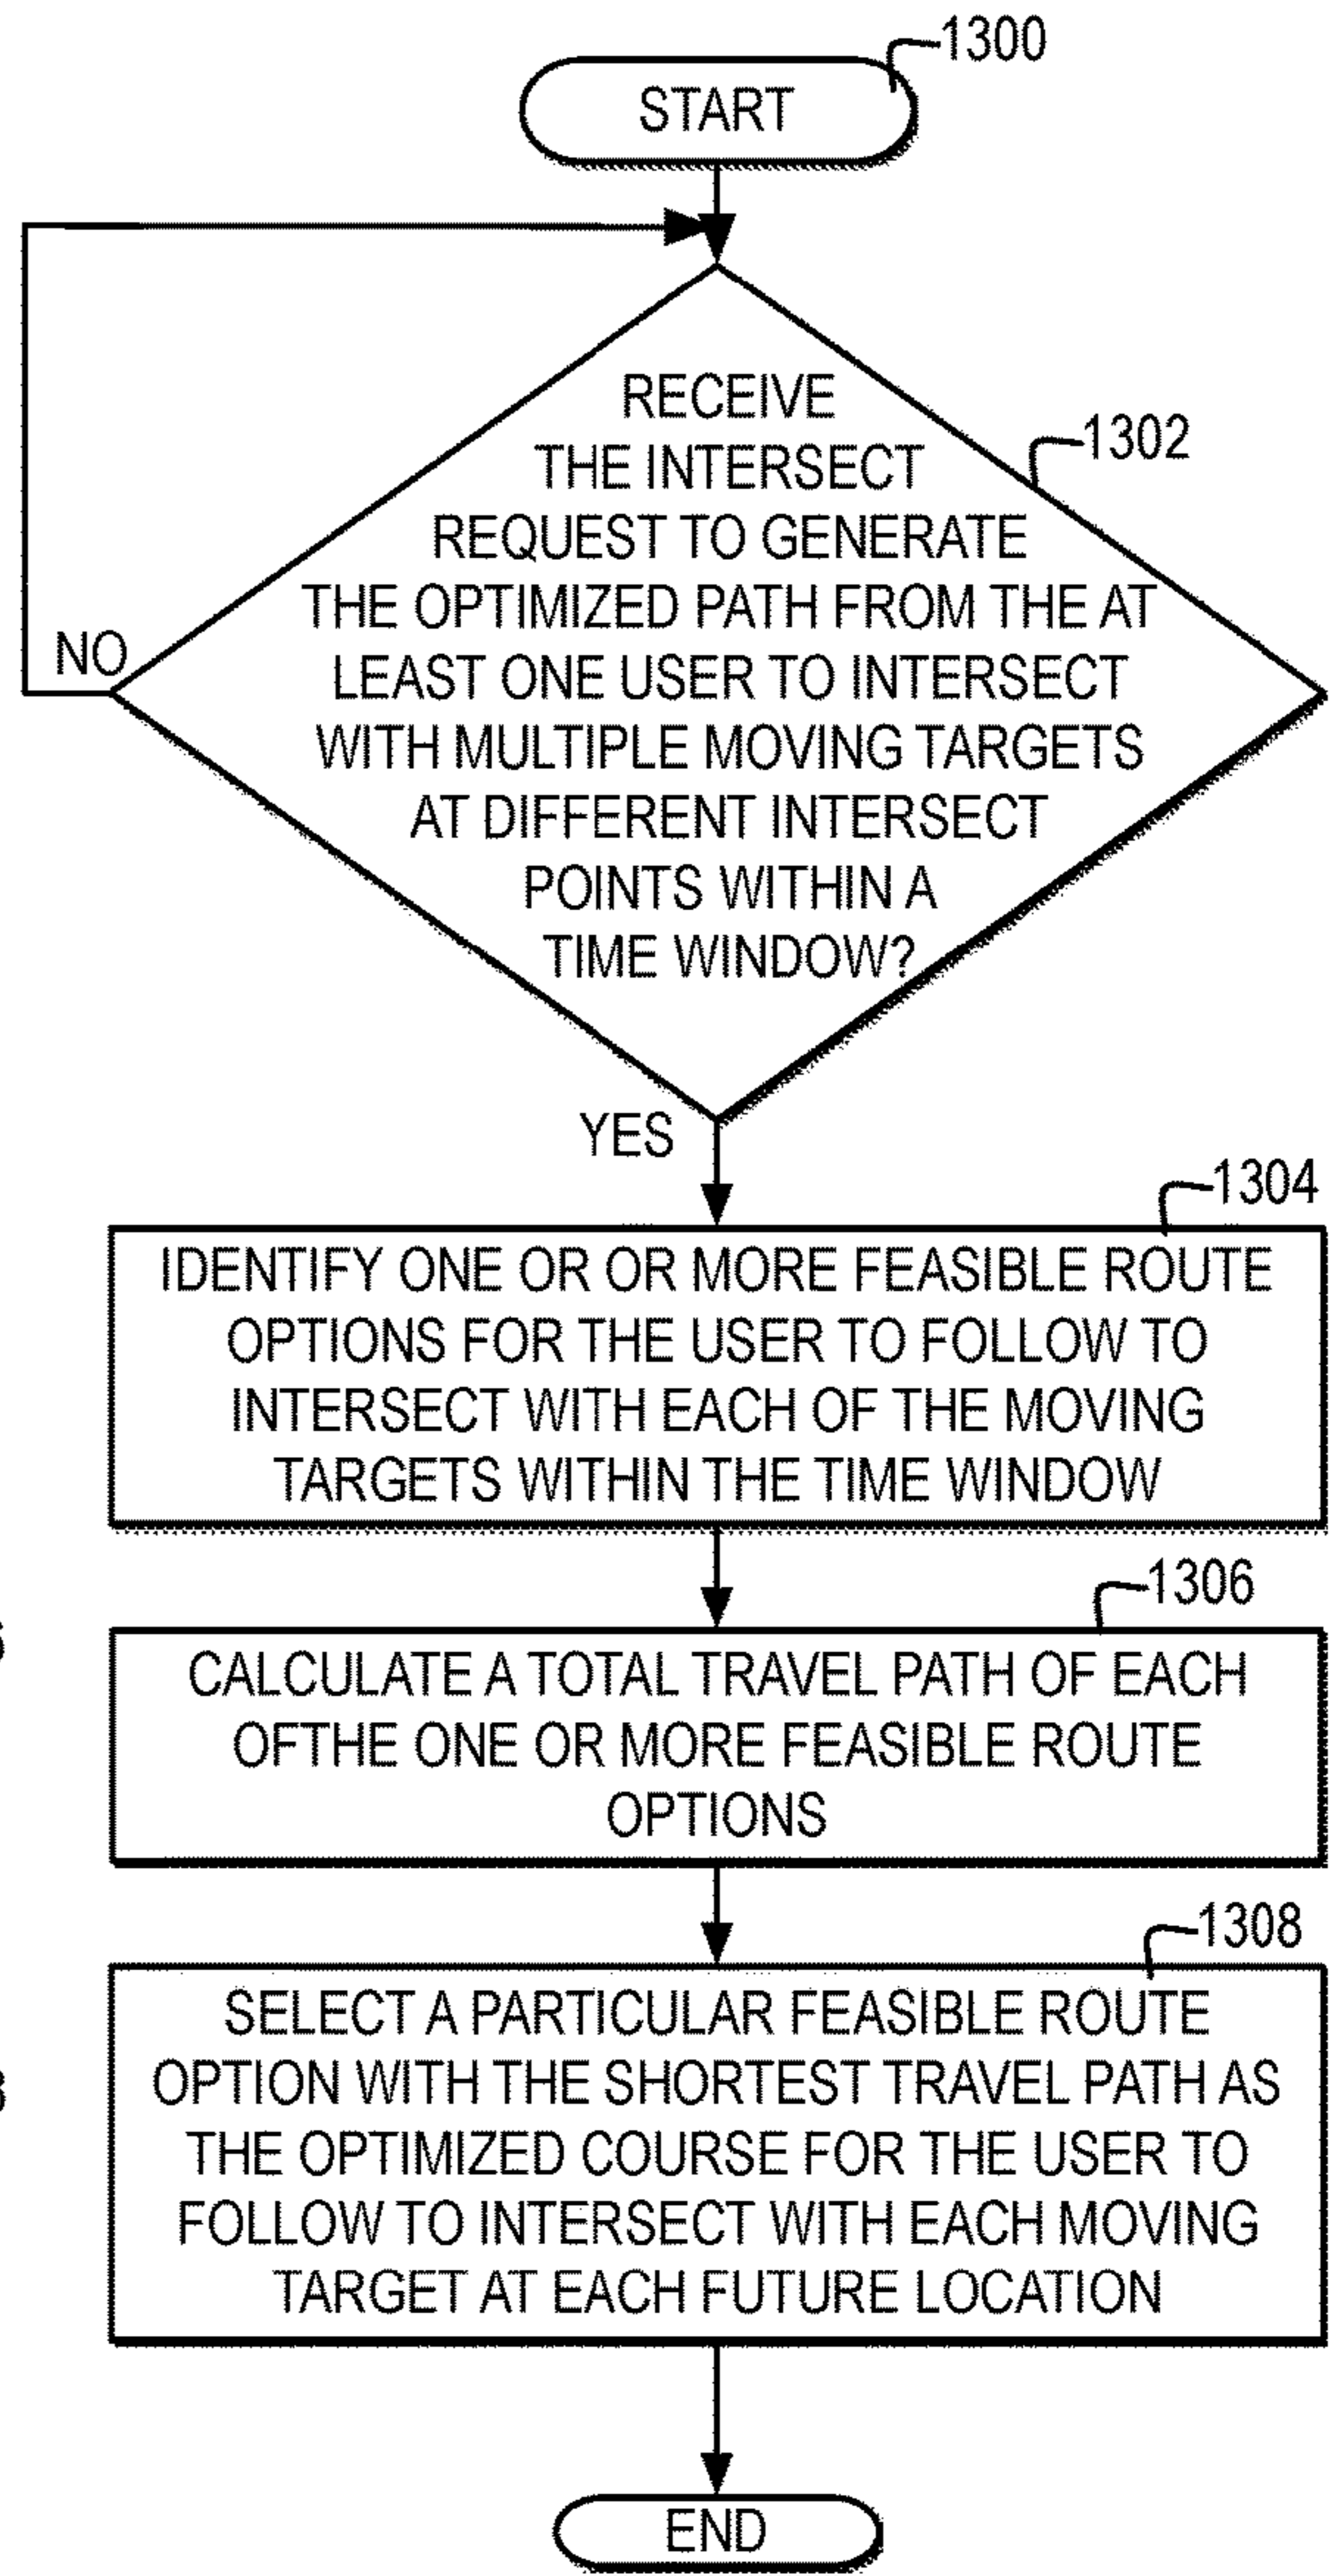 1300
START
RECEIVE
THE INTERSECT
1302
REQUEST TO GENERATE
THE OPTIMIZED PATH FROM THE AT
LEAST ONE USER TO INTERSECT
NO
WITH MULTIPLE MOVING TARGETS
AT DIFFERENT INTERSECT
POINTS WITHIN A
TIME WINDOW?
YES
1304
IDENTIFY ONE OR OR MORE FEASIBLE ROUTE
OPTIONS FOR THE USER TO FOLLOW TO
INTERSECT WITH EACH OF THE MOVING
TARGETS WITHIN THE TIME WINDOW
1306
CALCULATE A TOTAL TRAVEL PATH OF EACH
OFTHE ONE OR MORE FEASIBLE ROUTE
OPTIONS
1308
SELECT A PARTICULAR FEASIBLE ROUTE
OPTION WITH THE SHORTEST TRAVEL PATH AS
THE OPTIMIZED COURSE FOR THE USER TO
FOLLOW TO INTERSECT WITH EACH MOVING
TARGET AT EACH FUTURE LOCATION
END